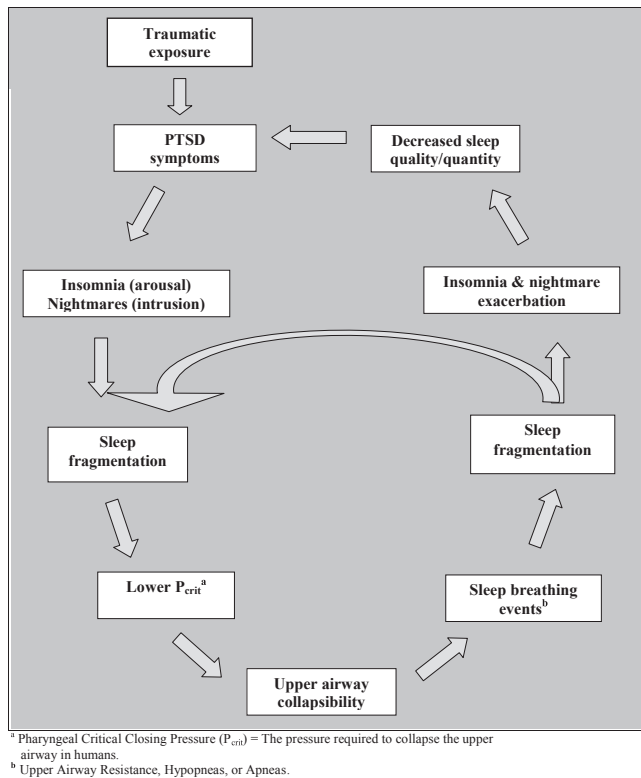 Traumatic
exposure
PTSD
symptoms
Decreased sleep
quality/quantity
Insomnia (arousal)
Nightmares (intrusion)
Insomnia & nightmare
exacerbation
Sleep
fragmentation
Sleep
fragmentation
Lower Pcritᵃ
Sleep breathing
eventsᵇ
Upper airway
collapsibility
ᵃ Pharyngeal Critical Closing Pressure (Pcrit) = The pressure required to collapse the upper
airway in humans.
ᵇ Upper Airway Resistance, Hypopneas, or Apneas.